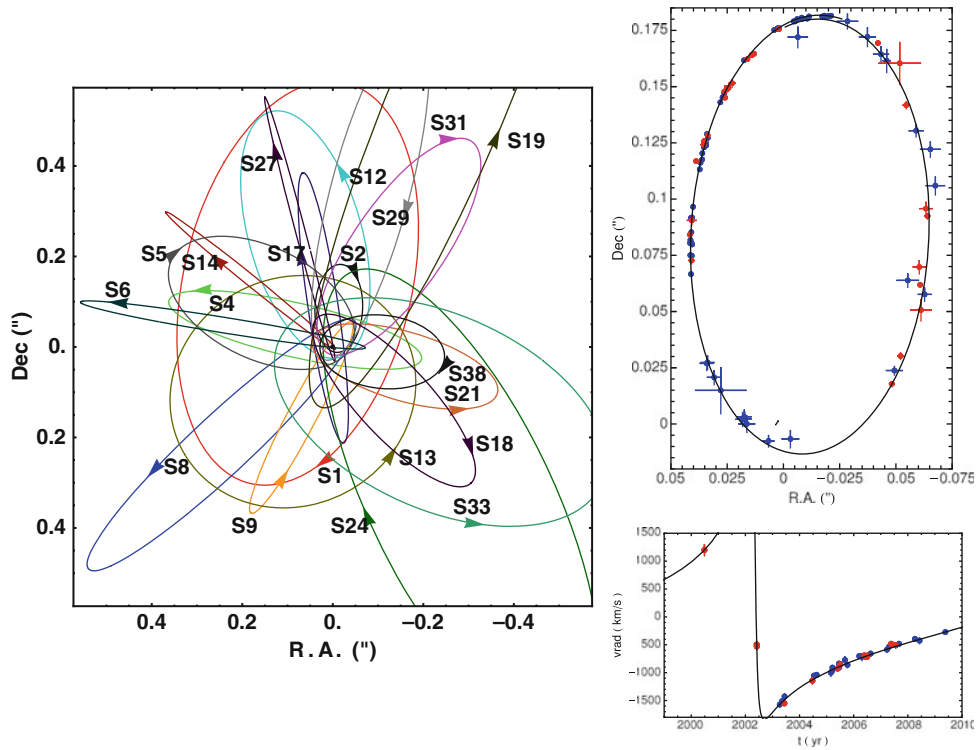 0.4
0.2
0.
0.2
0.4
0.4
0.2
0.
−0.2
−0.4
Dec (")
R.A. (")
S31
S19
S27
S12
S29
S5
S14
S17
S2
S6
S4
S38
S21
S18
S8
S13
S1
S9
S24
S33
0.175
0.15
0.125
0.1
0.075
0.05
0.025
0
Dec (")
0.05
0.025
0
−0.025
−0.05
−0.075
R.A. (")
1500
1000
500
0
500
−1000
−1500
vrad ( km/s )
2000
2002
2004
2006
2008
2010
t ( yr )